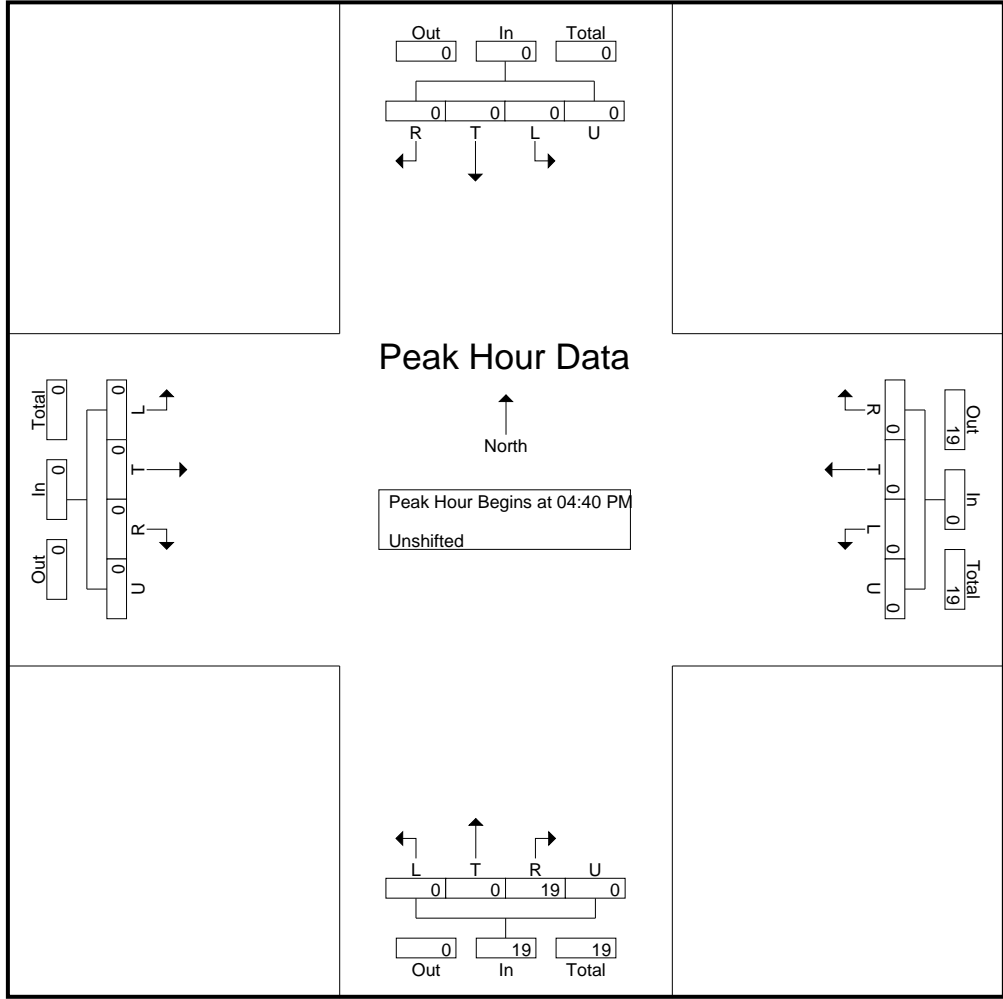 Out In Total
0 0 0
0 0 0 0
R T L U
Peak Hour Data
North
Peak Hour Begins at 04:40 PM
Unshifted
Total 0
In 0
Out 0
0 0 0 0
L T R U
R T L U
0 0 0 0
Out 19
In 0
Total 19
L T R U
0 0 19 0
0 19 19
Out In Total